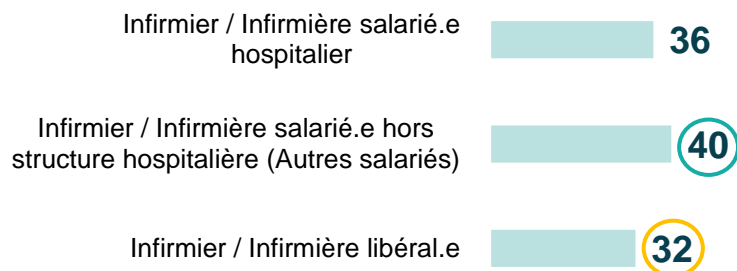 Infirmier / Infirmière salarié.e
hospitalier
36
Infirmier / Infirmière salarié.e hors
structure hospitalière (Autres salariés)
40
Infirmier / Infirmière libéral.e
32